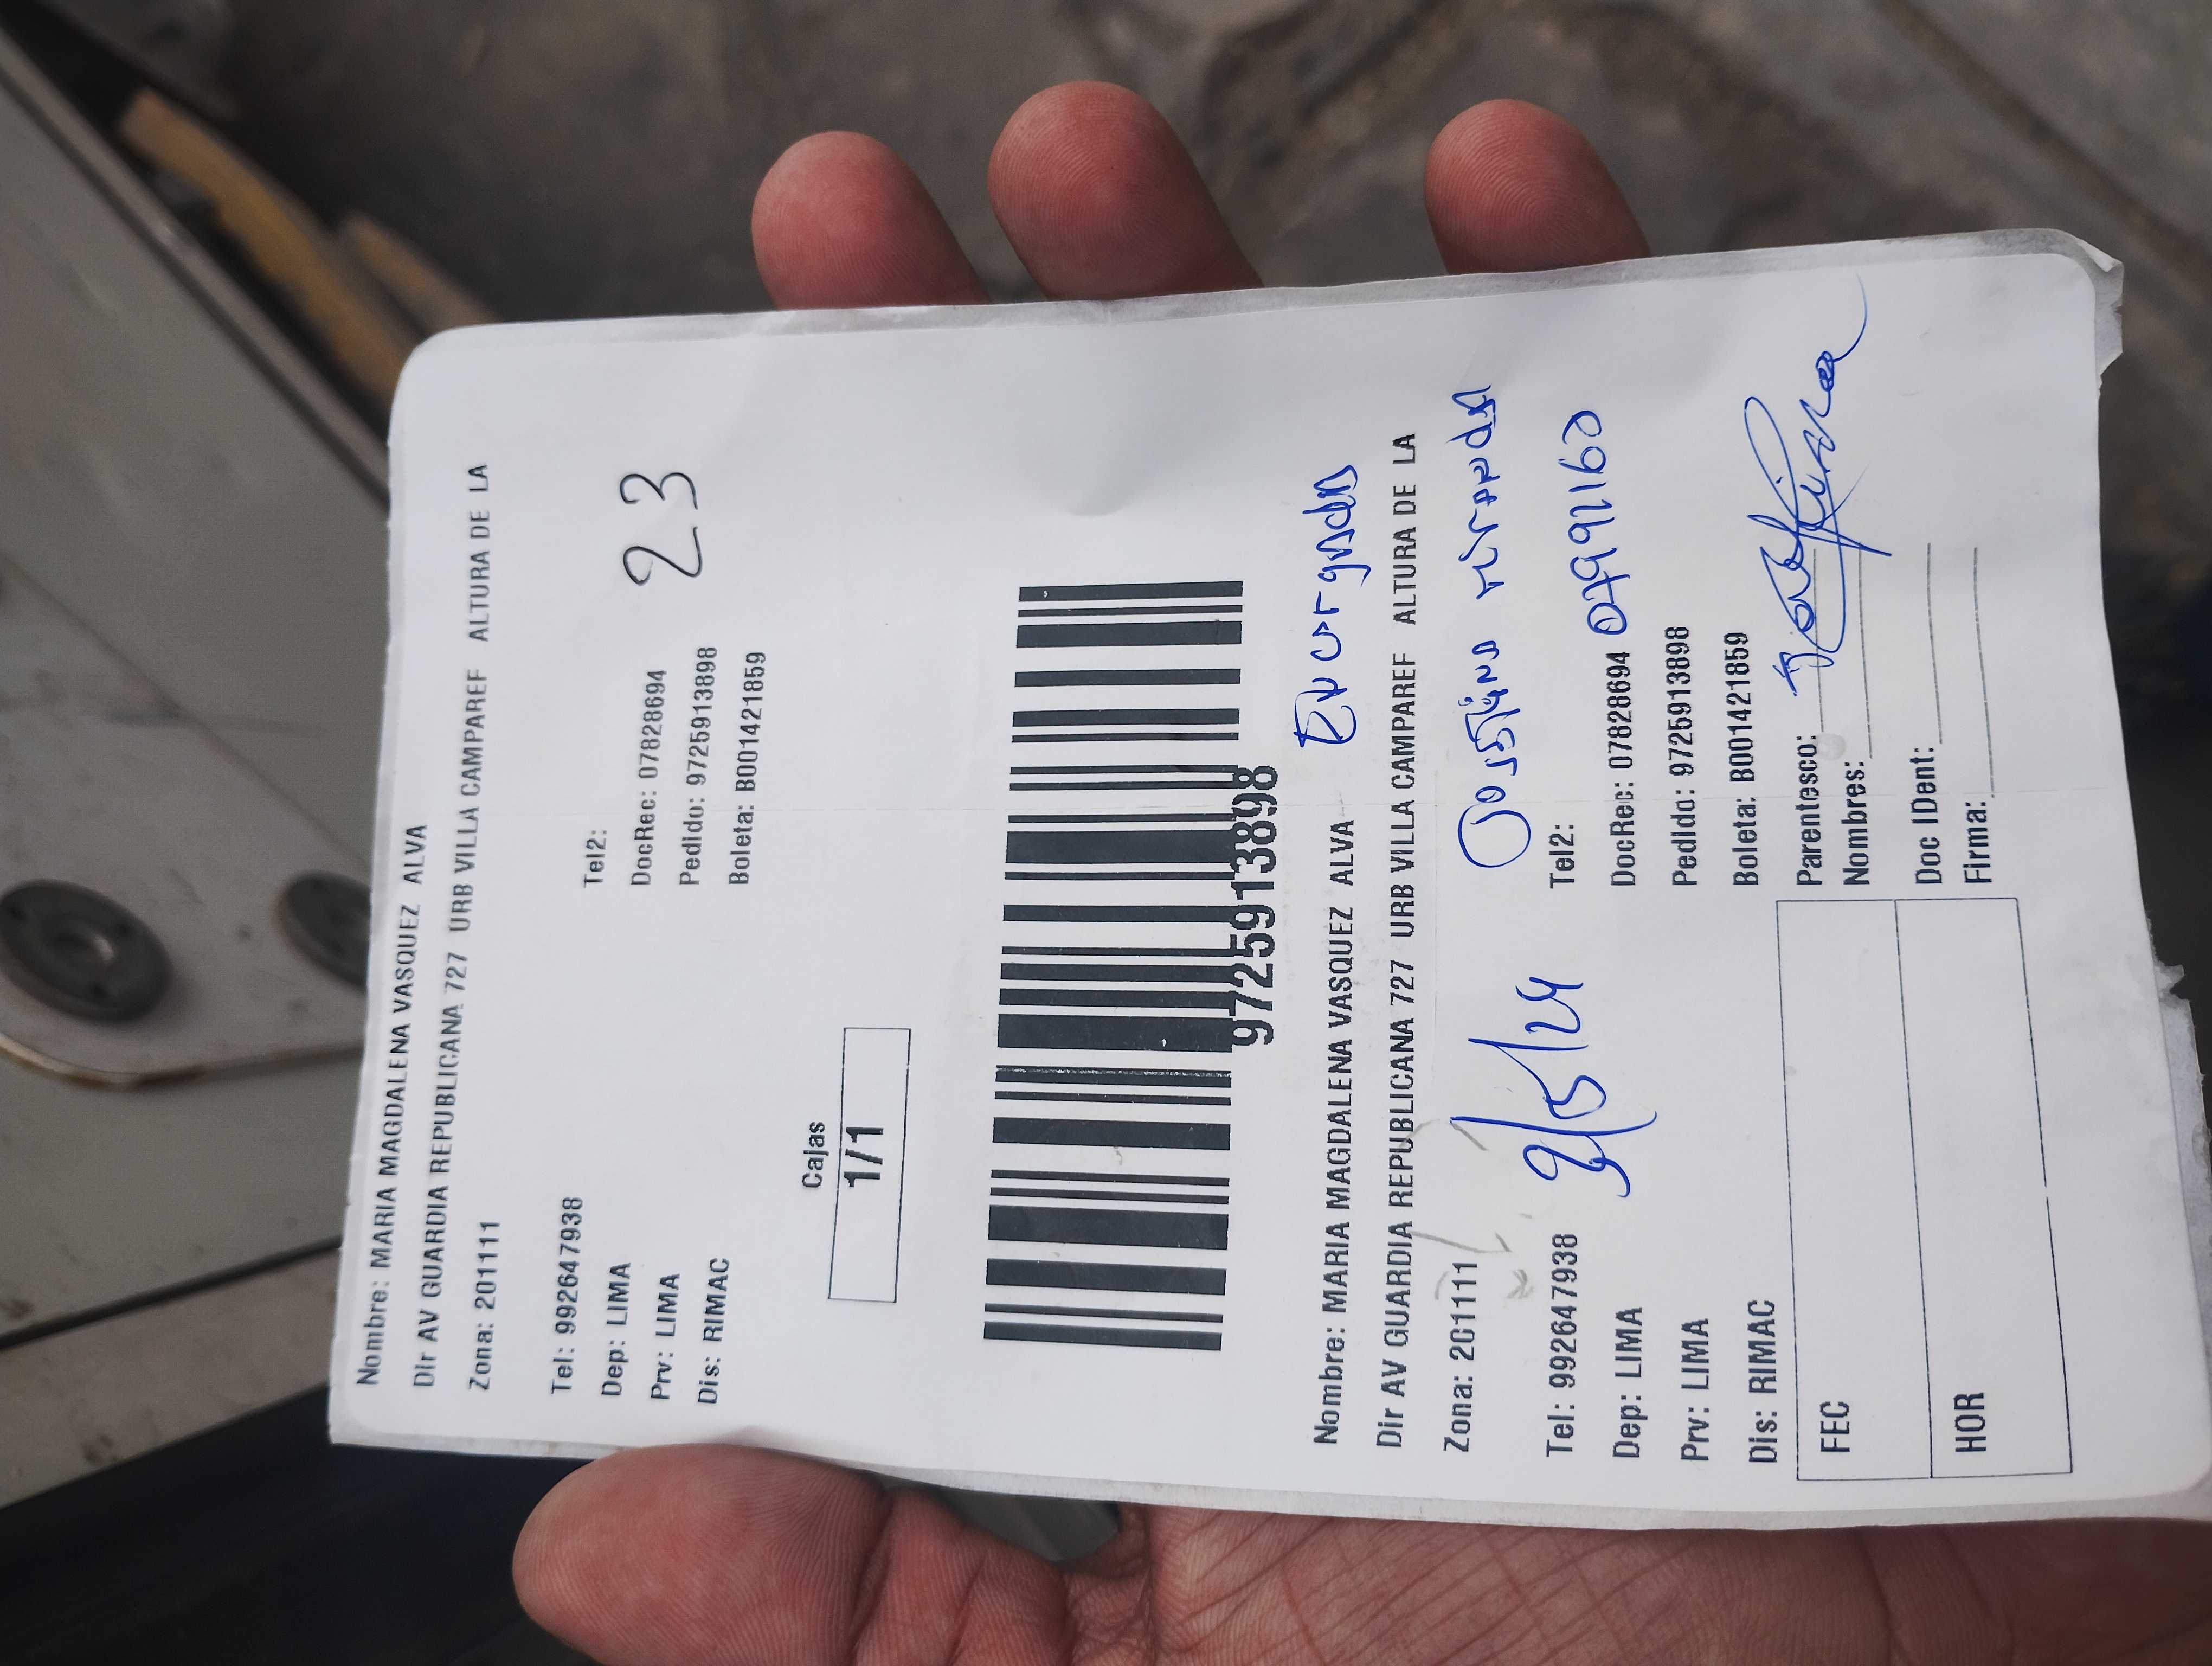 Nombre: MARIA MAGDALENA VASQUEZ ALVA
Dir AV GUARDIA REPUBLICANA 727 URB VILLA CAMPAREF ALTURA DE LA
Zona: 201111
Tel: 992647938 Tel2:
Dep: LIMA DocRec: 07828694
Prv: LIMA Pedido: 9725913898
Dis: RIMAC Boleta: B001421859
23
Cajas
1/1
9725913898
Encargada
Nombre: MARIA MAGDALENA VASQUEZ ALVA
Dir AV GUARDIA REPUBLICANA 727 URB VILLA CAMPAREF ALTURA DE LA
Zona: 201111
Tel: 992647938 9/5/24 Tel2:
Dep: LIMA DocRec: 07828694 07991162
Prv: LIMA Pedido: 9725913898
Dis: RIMAC Boleta: B001421859
FEC Parentesco:
Nombres:
HOR Doc IDent:
Firma: